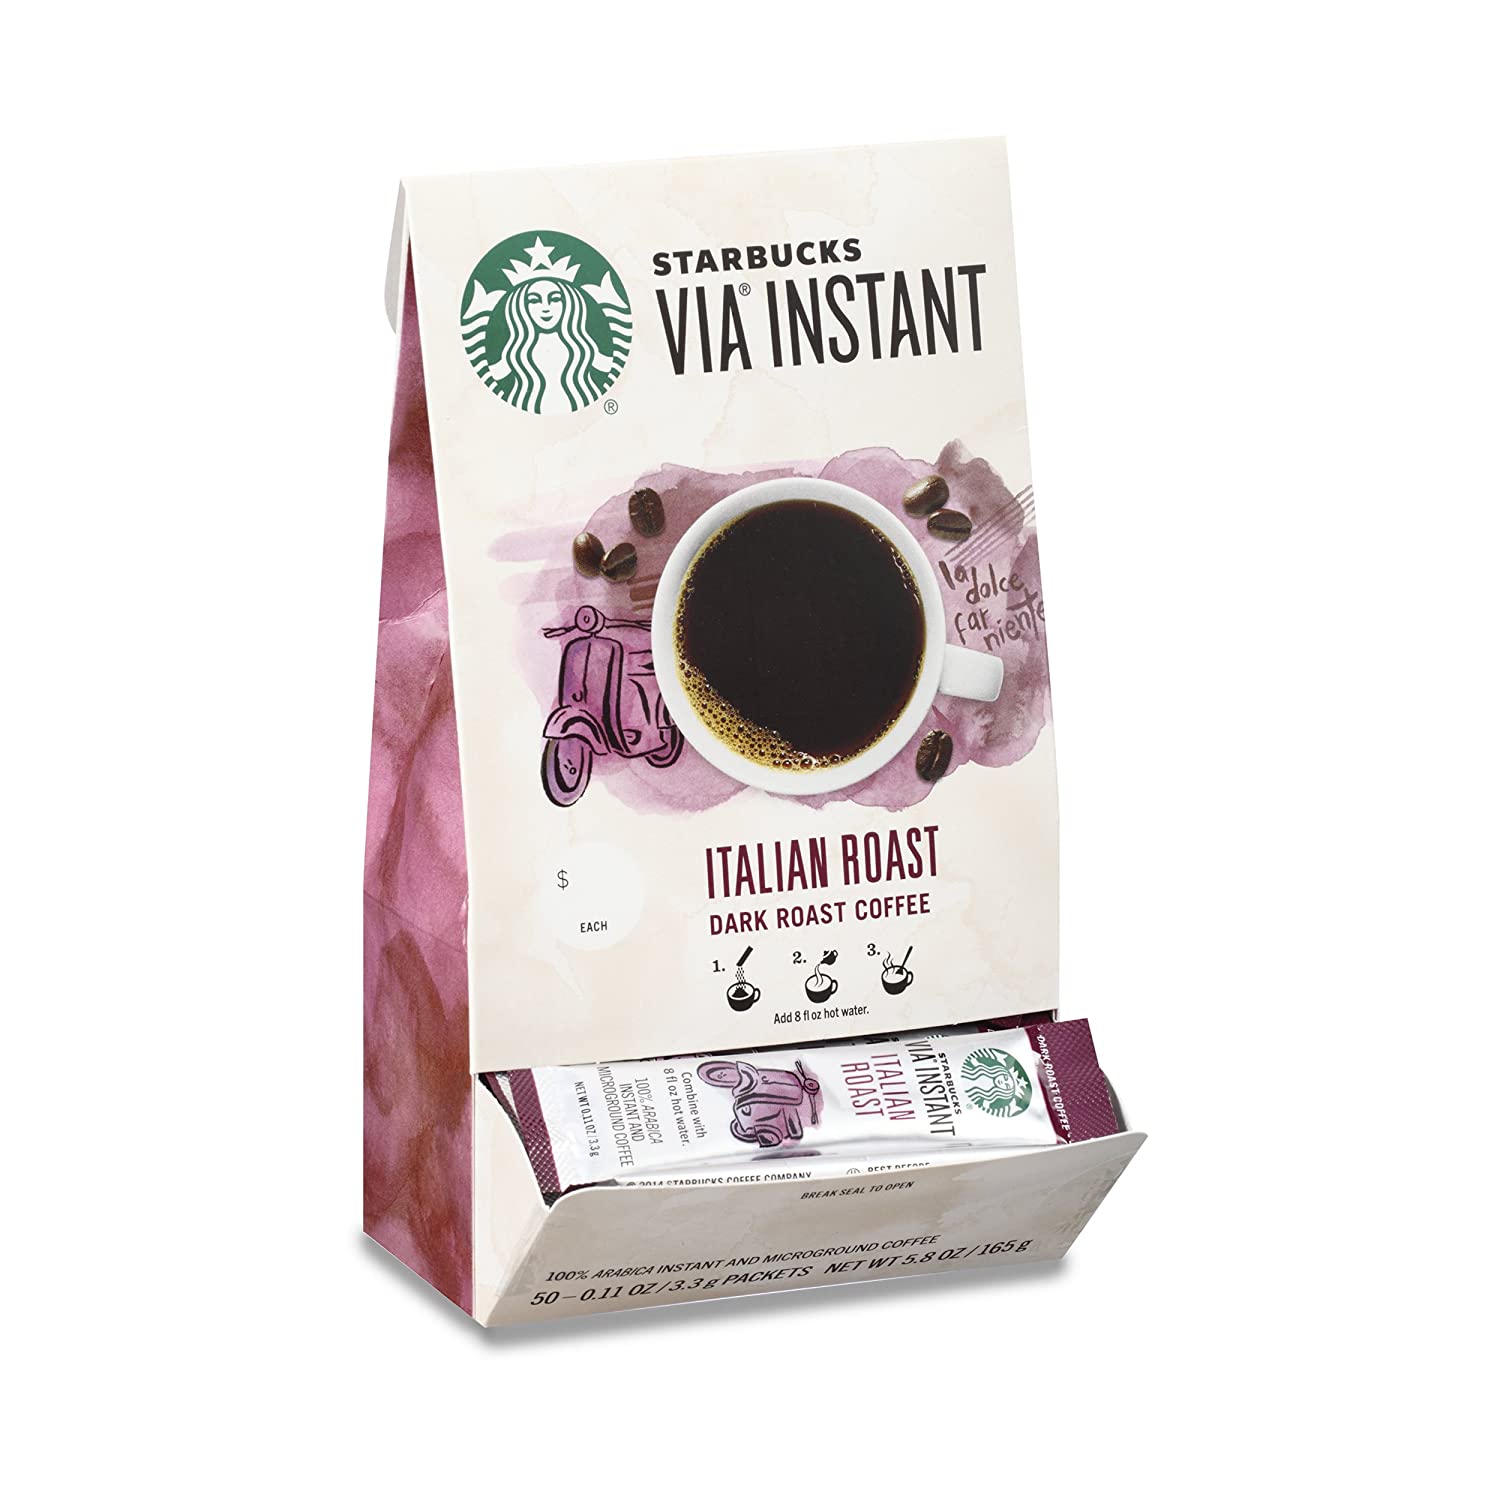 STARBUCKS
VIA® INSTANT
®
la
dolce
far
niente
$
EACH
ITALIAN ROAST
DARK ROAST COFFEE
1. 2. 3.
Add 8 fl oz hot water.
DARK ROAST COFFEE
STARBUCKS
VIA® INSTANT
ITALIAN
ROAST
Combine with
8 fl oz hot water.
100% ARABICA
INSTANT AND
MICROGROUND COFFEE
NET WT 0.11 OZ / 3.3 g
© 2014 STARBUCKS COFFEE COMPANY
BEST BEFORE
BREAK SEAL TO OPEN
100% ARABICA INSTANT AND MICROGROUND COFFEE
50 – 0.11 OZ / 3.3 g PACKETS NET WT 5.8 OZ / 165 g